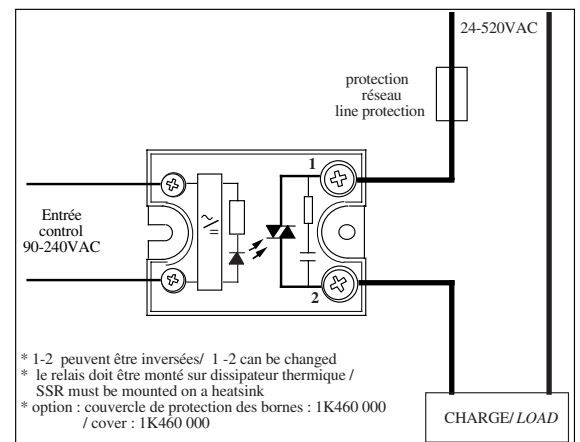 24-520VAC
protection
réseau
line protection
1
Entrée
control
90-240VAC
~/=
2
* 1-2 peuvent être inversées/ 1 -2 can be changed
* le relais doit être monté sur dissipateur thermique /
SSR must be mounted on a heatsink
* option : couvercle de protection des bornes : 1K460 000
/ cover : 1K460 000
CHARGE/ LOAD